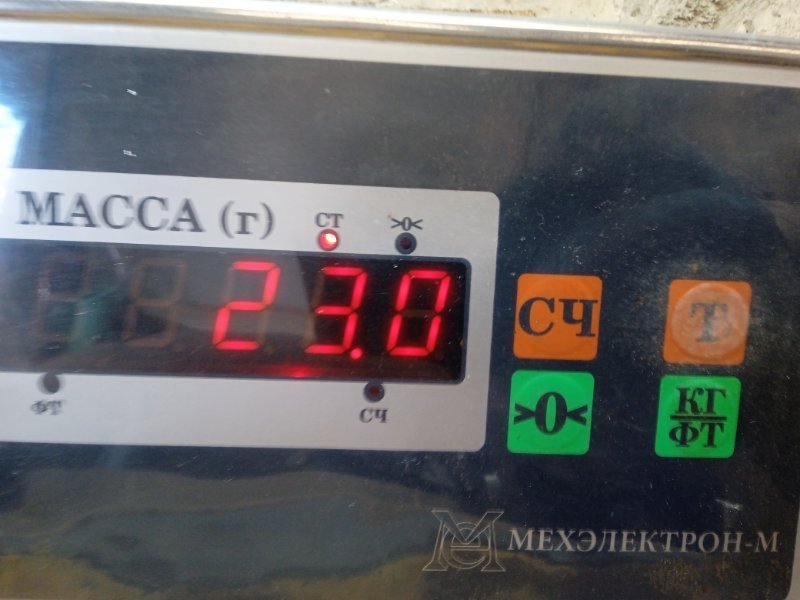 МАССА (г)
СТ >0<
23.0
ФТ СЧ
СЧ Т
>0< КГ
ФТ
МЕХЭЛЕКТРОН-М